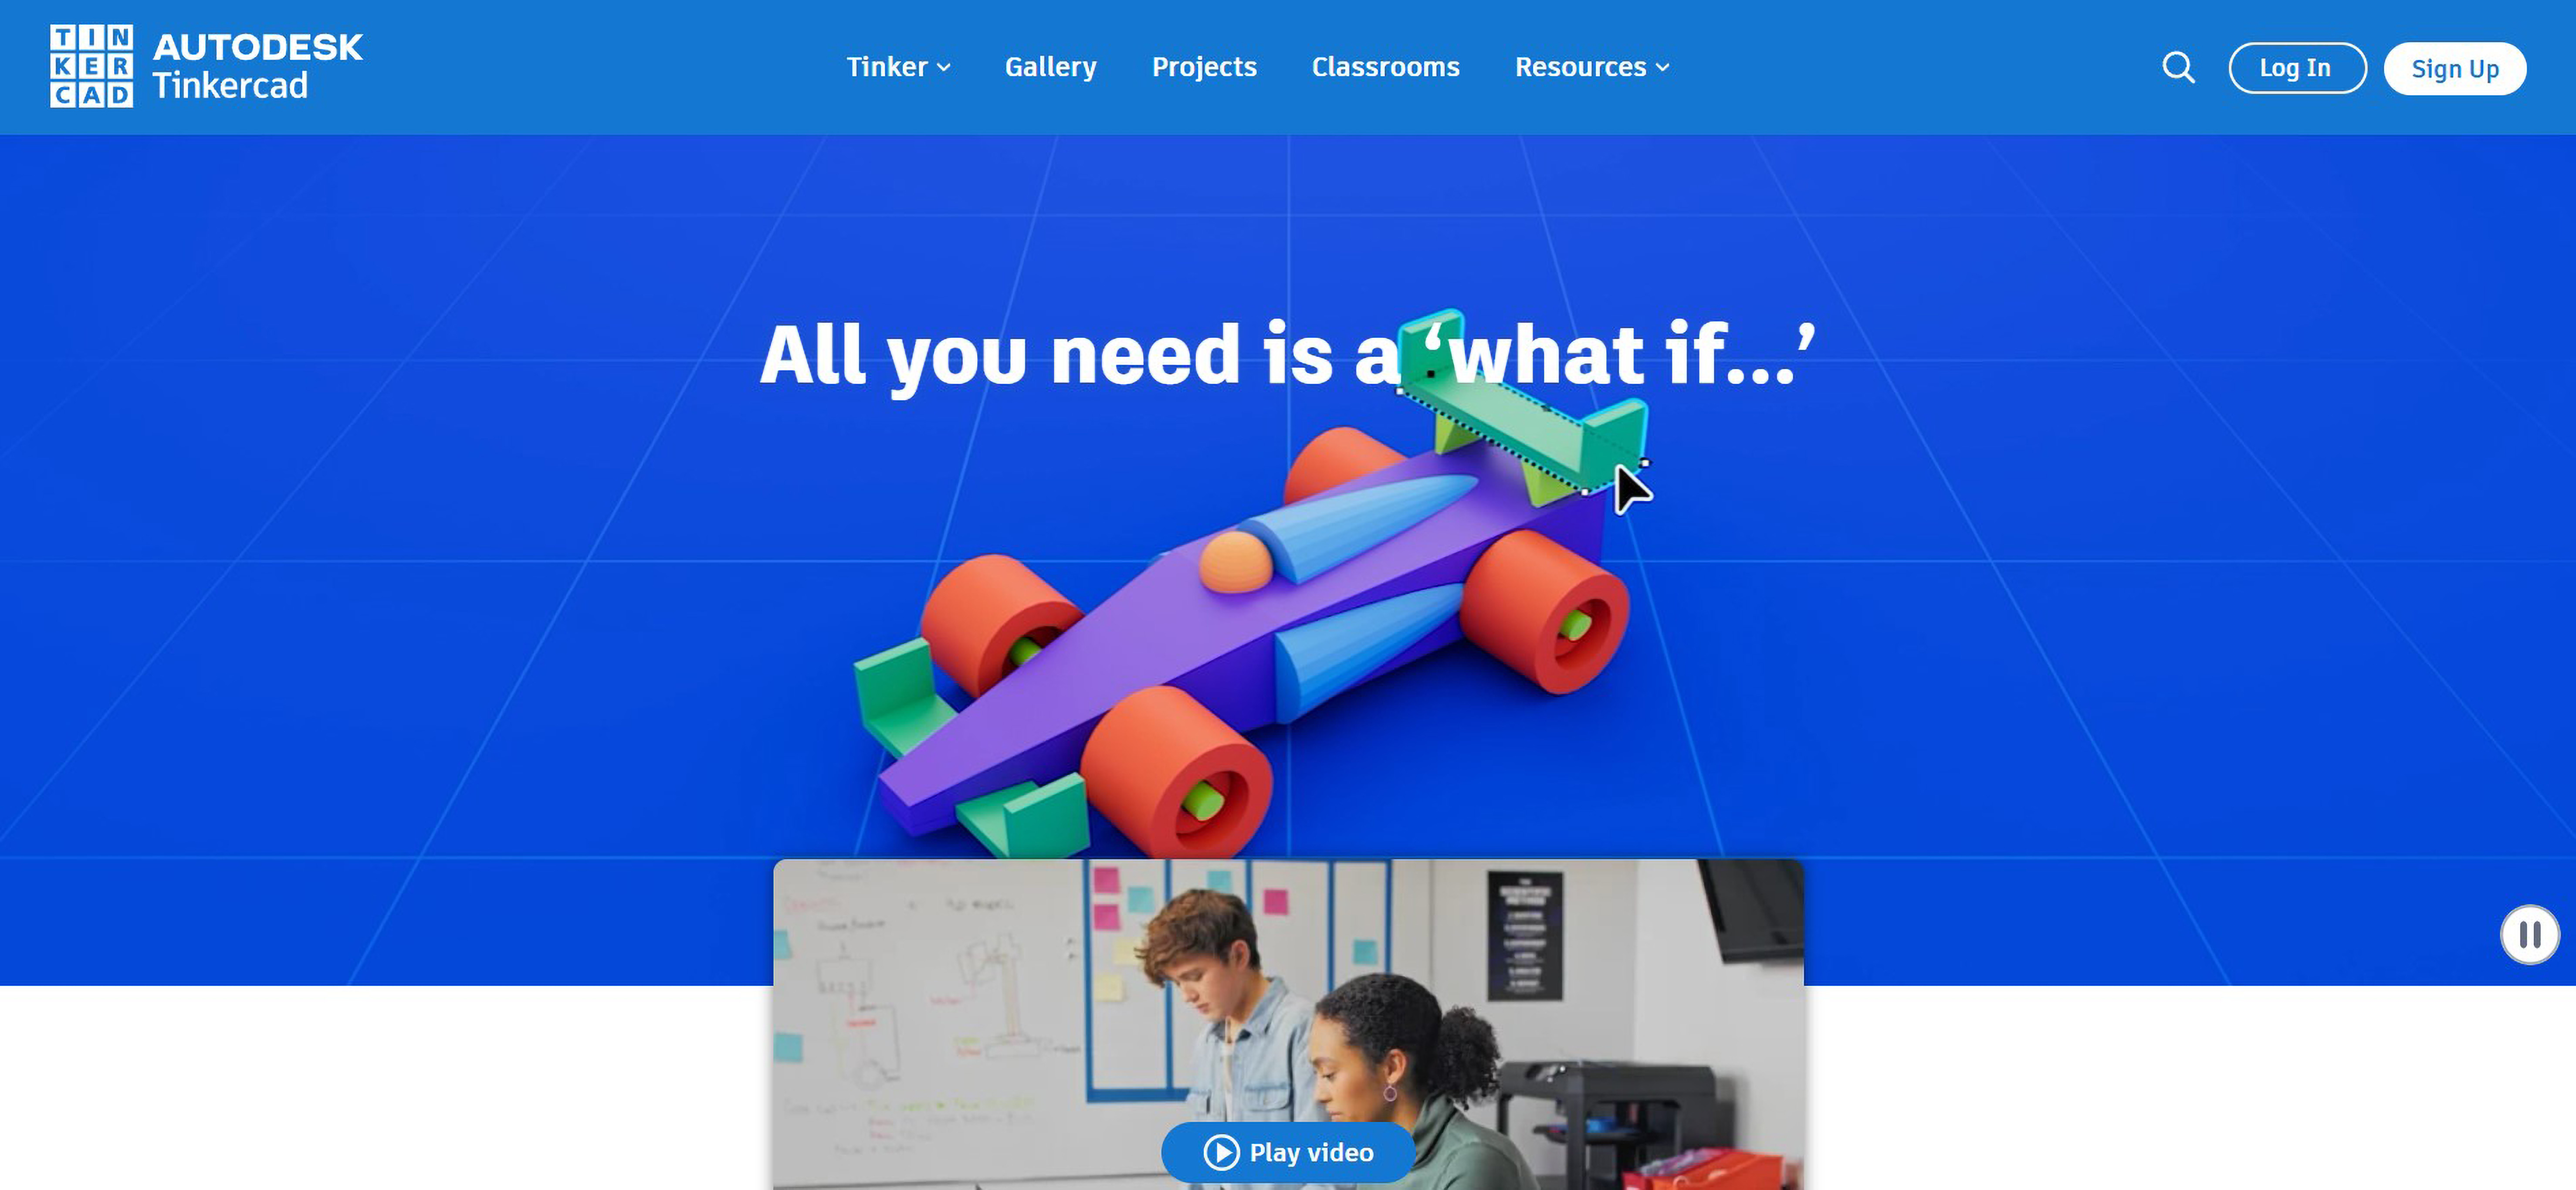 TIN
KER
CAD
AUTODESK
Tinkercad
Tinker
Gallery
Projects
Classrooms
Resources
Log In
Sign Up
All you need is a ‘what if...’
Play video